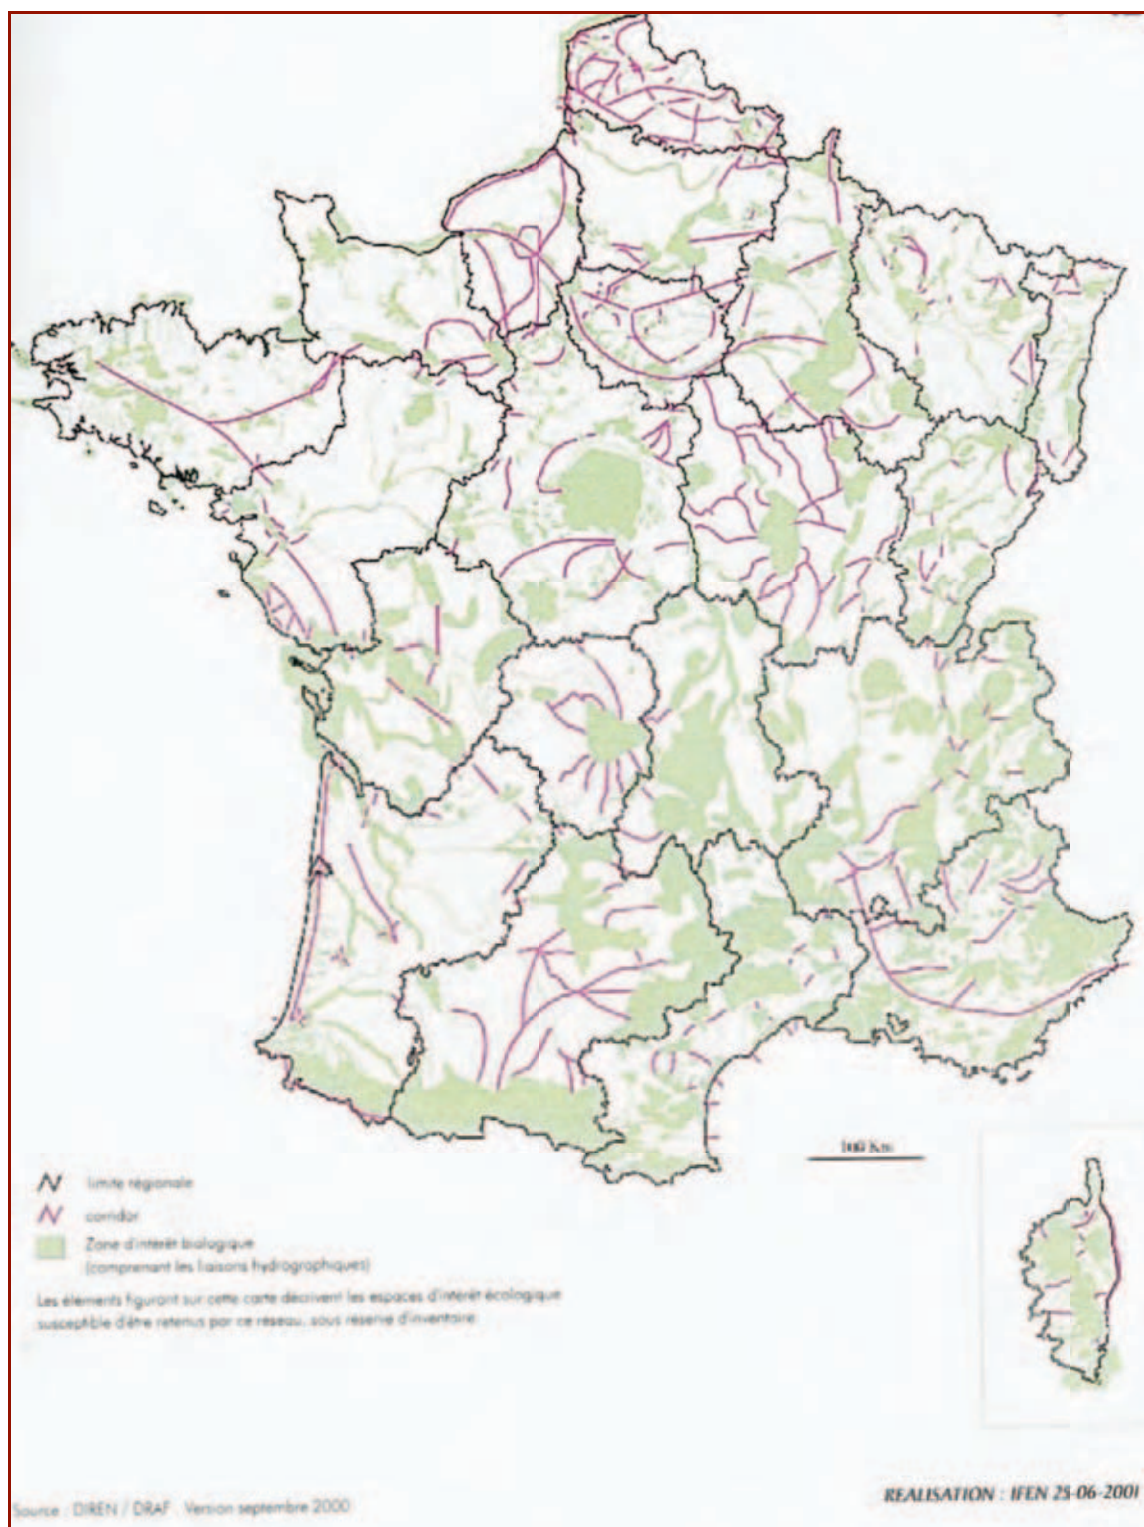 100 Km
limite régionale
corridor
Zone d'intérêt biologique
(comprenant les liaisons hydrographiques)
Les éléments figurant sur cette carte décrivent les espaces d'intérêt écologique
susceptible d'être retenus par ce réseau, sous réserve d'inventaire.
Source : DIREN / DRAF . Version septembre 2000
REALISATION : IFEN 25-06-2001